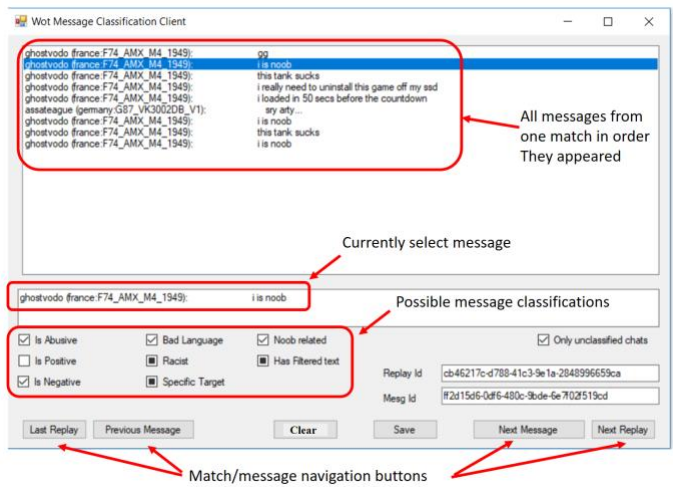 Wot Message Classification Client
ghostvodo (france:F74_AMX_M4_1949): gg
ghostvodo (france:F74_AMX_M4_1949): i is noob
ghostvodo (france:F74_AMX_M4_1949): this tank sucks
ghostvodo (france:F74_AMX_M4_1949): i really need to uninstall this game off my ssd
ghostvodo (france:F74_AMX_M4_1949): i loaded in 50 secs before the countdown
assateague (germany:G87_VK3002DB_V1): sry arty...
ghostvodo (france:F74_AMX_M4_1949): i is noob
ghostvodo (france:F74_AMX_M4_1949): this tank sucks
ghostvodo (france:F74_AMX_M4_1949): i is noob
All messages from
one match in order
They appeared
Currently select message
ghostvodo (france:F74_AMX_M4_1949): i is noob
Possible message classifications
Is Abusive Bad Language Noob related Only unclassified chats
Is Positive Racist Has Filtered text
Is Negative Specific Target
Replay Id cb46217c-d788-41c3-9e1a-2848996659ca
Mesg Id ff2d15d6-0df6-480c-9bde-6e7f02f519cd
Last Replay Previous Message Clear Save Next Message Next Replay
Match/message navigation buttons